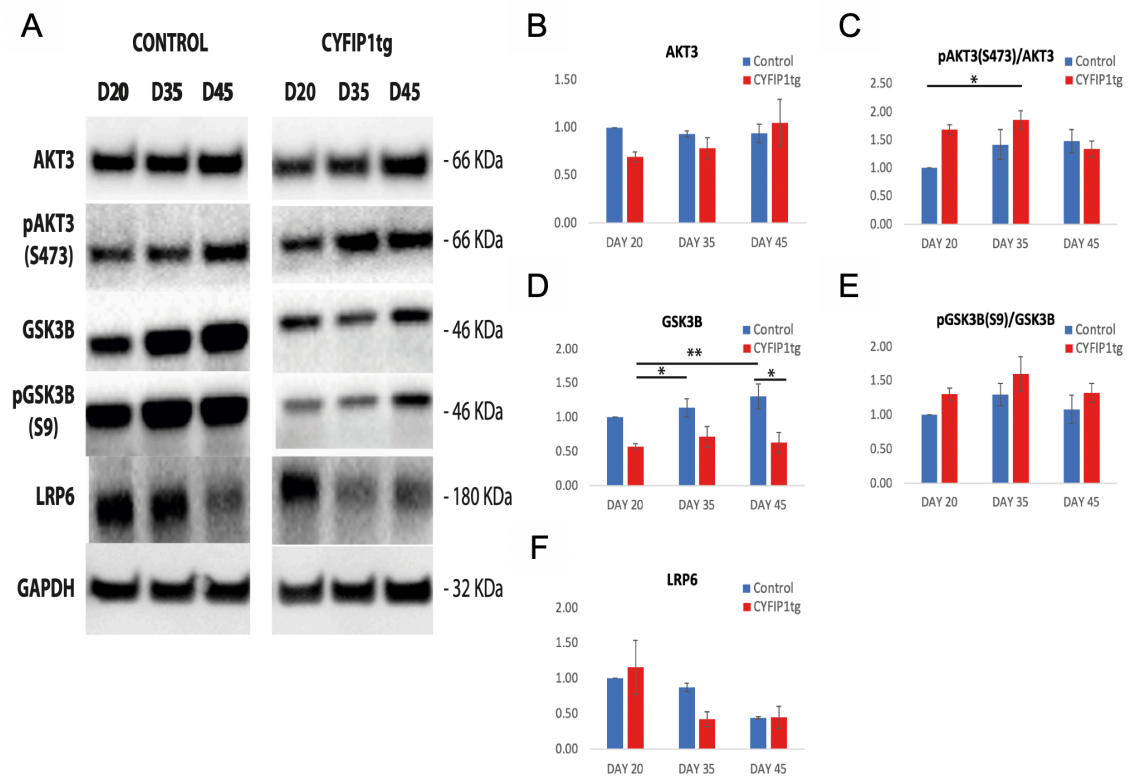 A
CONTROL CYFIP1tg
D20 D35 D45 D20 D35 D45
AKT3 - 66 KDa
pAKT3
(S473) - 66 KDa
GSK3B - 46 KDa
pGSK3B
(S9) - 46 KDa
LRP6 - 180 KDa
GAPDH - 32 KDa
B
AKT3
Control
CYFIP1tg
1.50
1.00
0.50
0.00
DAY 20 DAY 35 DAY 45
C
pAKT3(S473)/AKT3
Control
CYFIP1tg
2.50
2.00
1.50
1.00
0.50
0.00
*
DAY 20 DAY 35 DAY 45
D
GSK3B
Control
CYFIP1tg
2.00
1.50
1.00
0.50
0.00
**
* *
DAY 20 DAY 35 DAY 45
E
pGSK3B(S9)/GSK3B
Control
CYFIP1tg
2.00
1.50
1.00
0.50
0.00
DAY 20 DAY 35 DAY 45
F
LRP6
Control
CYFIP1tg
2.00
1.50
1.00
0.50
0.00
DAY 20 DAY 35 DAY 45